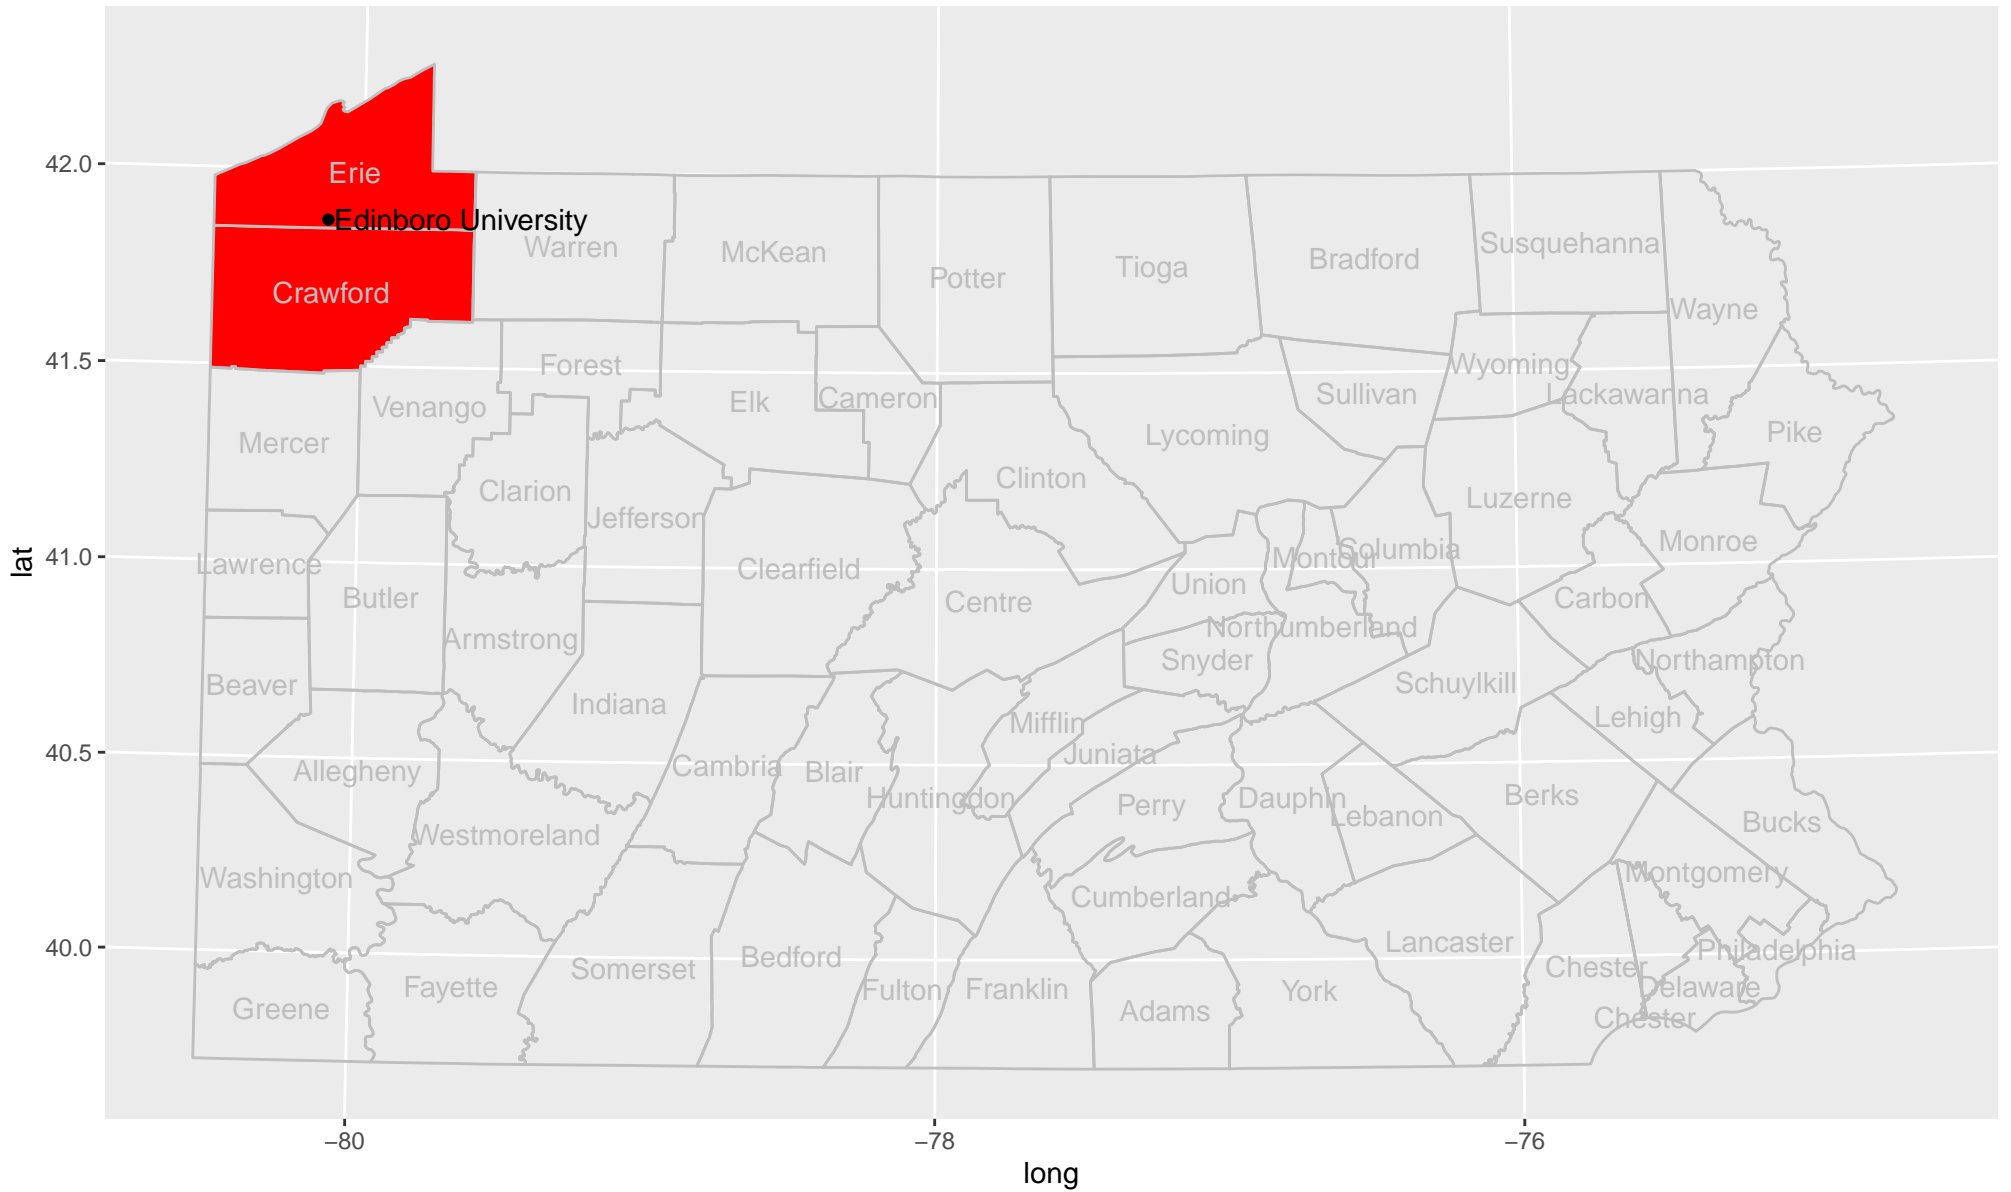 42.0
41.5
41.0
40.5
40.0
lat
Erie
Edinboro University
Warren
McKean
Potter
Tioga
Bradford
Susquehanna
Crawford
Wayne
Forest
Venango
Elk
Cameron
Sullivan
Wyoming
Lackawanna
Mercer
Lycoming
Pike
Clarion
Clinton
Luzerne
Jefferson
Clearfield
Montour
Columbia
Monroe
Lawrence
Butler
Centre
Union
Carbon
Armstrong
Northumberland
Snyder
Northampton
Beaver
Indiana
Schuylkill
Mifflin
Lehigh
Juniata
Allegheny
Cambria
Blair
Huntingdon
Perry
Dauphin
Lebanon
Berks
Bucks
Westmoreland
Washington
Cumberland
Montgomery
Bedford
Lancaster
Philadelphia
Somerset
Chester
Greene
Fayette
Fulton
Franklin
Adams
York
Delaware
Chester
−80
−78
−76
long